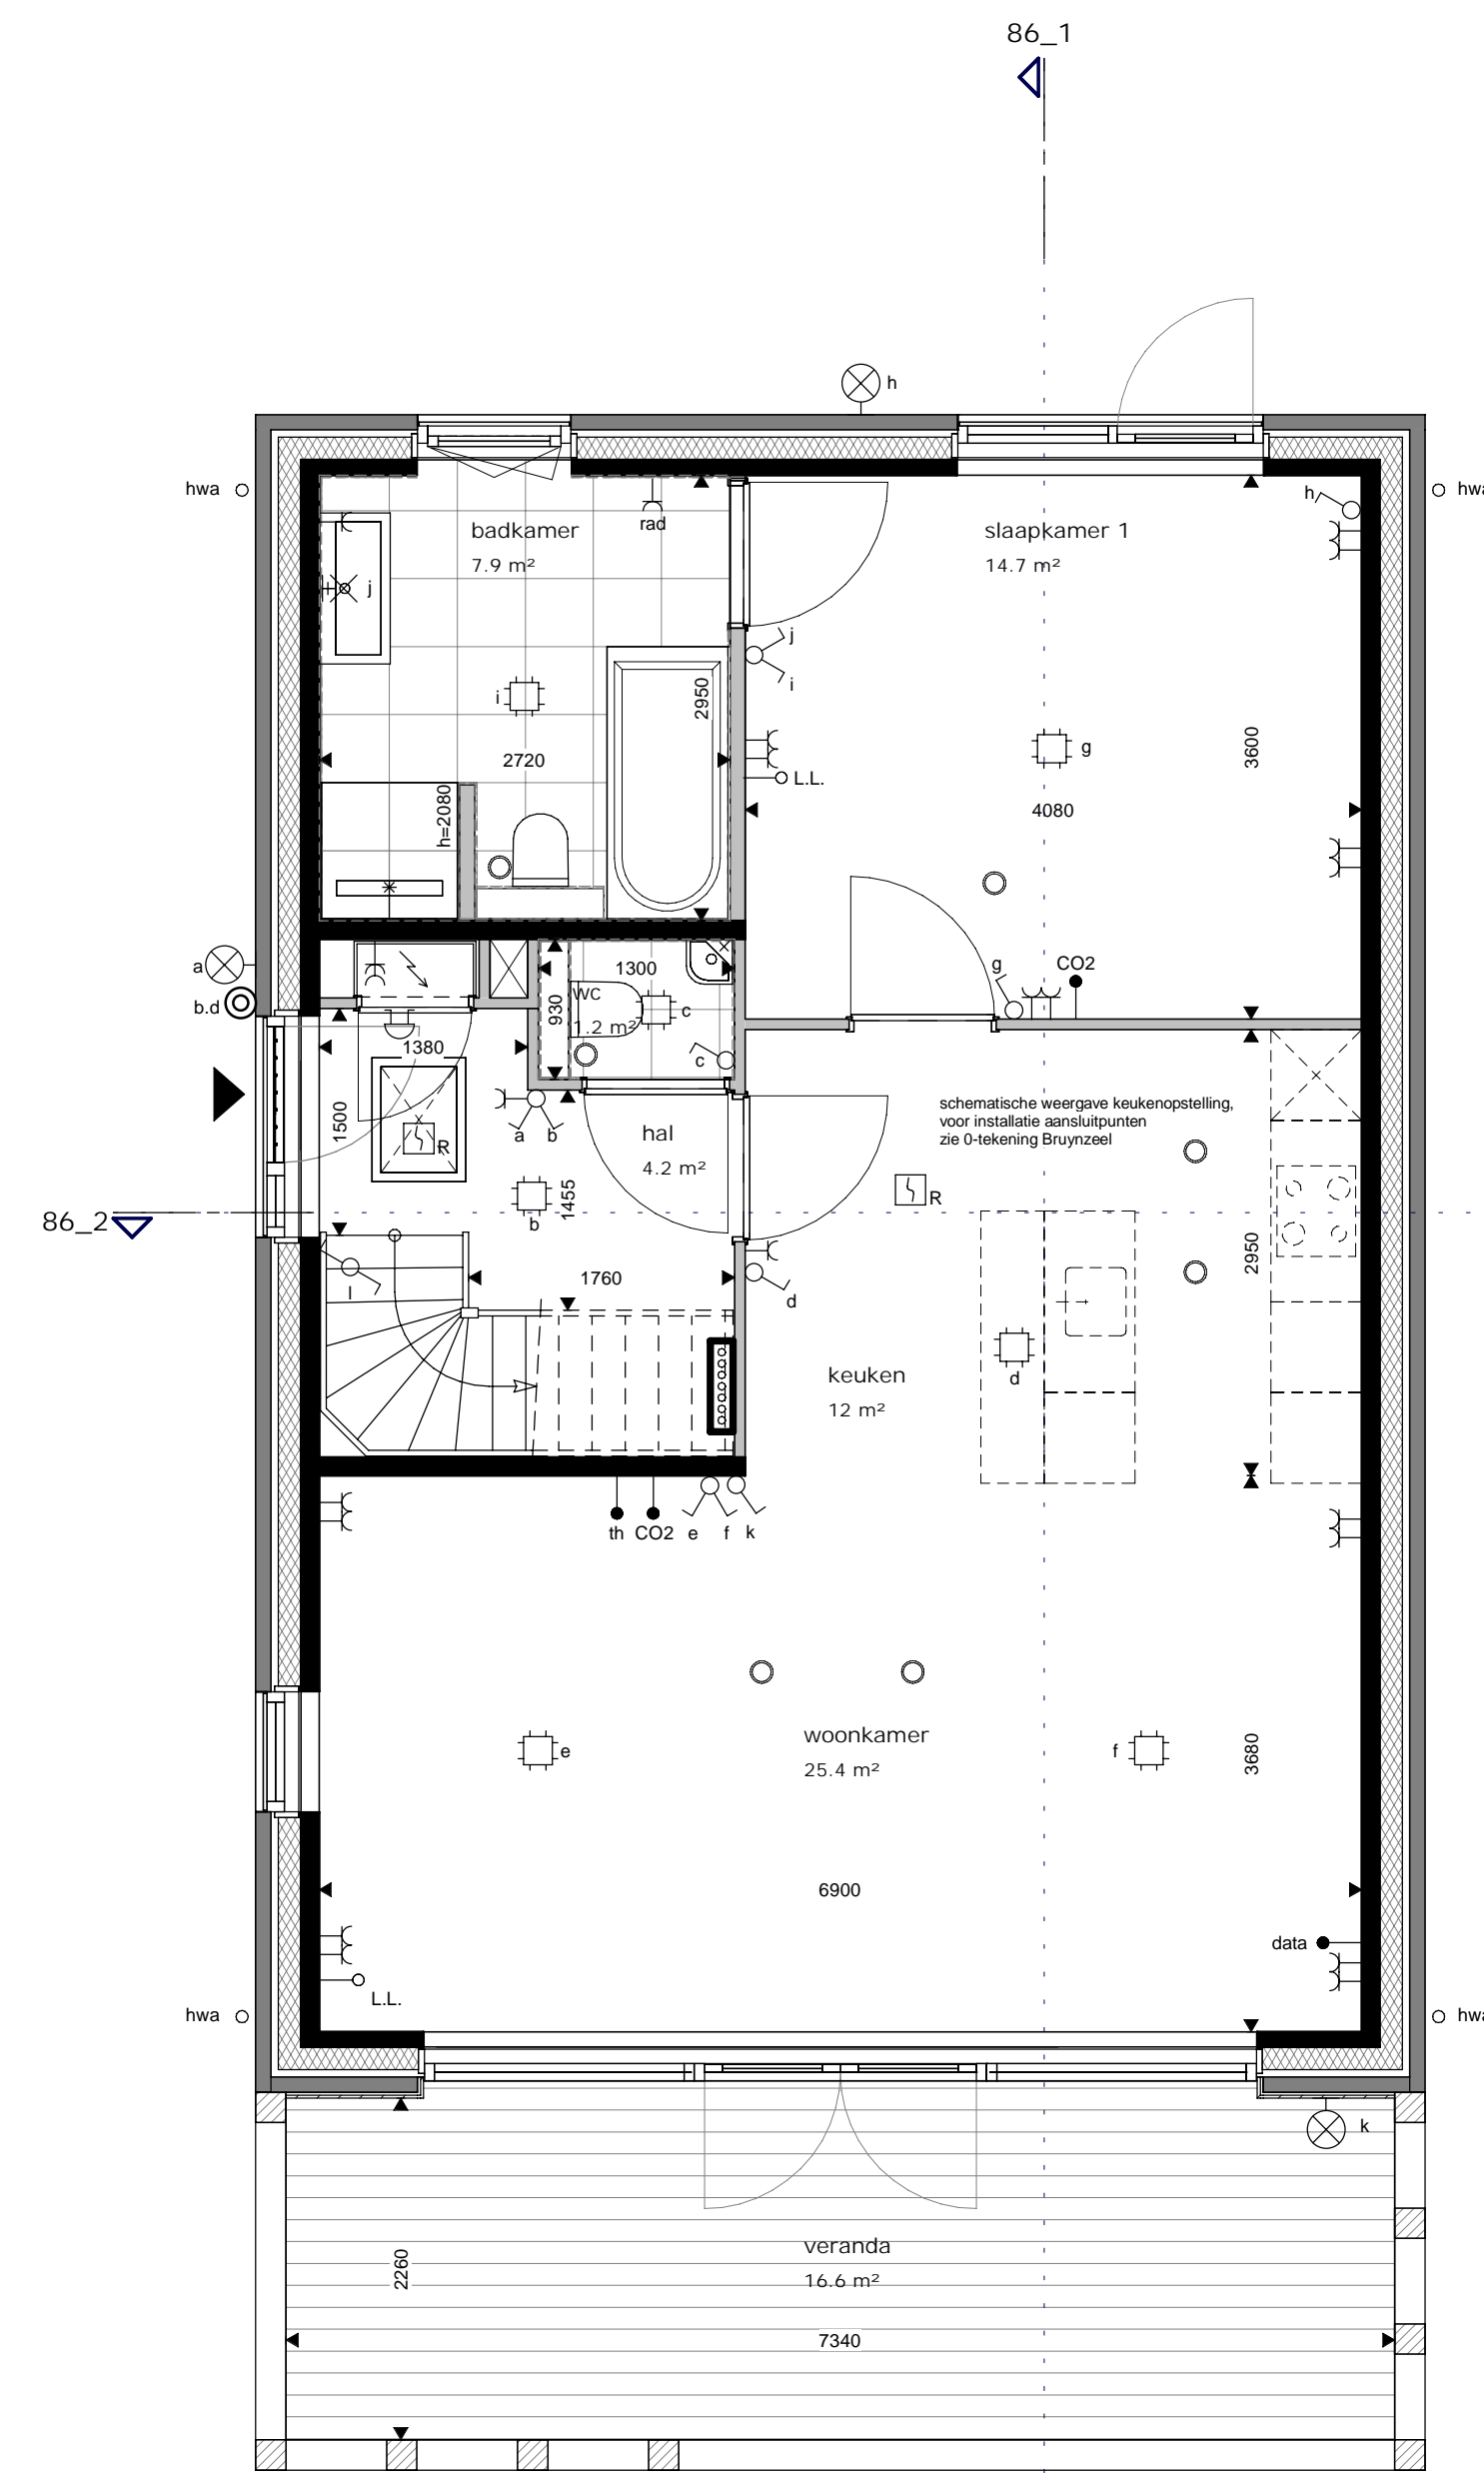 86_1
h
hwa
hwa
badkamer
7.9 m²
rad
slaapkamer 1
14.7 m²
h
j
j
i
i
2950
2720
h=2080
L.L.
g
3600
4080
a
b.d
g
CO2
1300
WC
930
1.2 m²
c
c
1380
1500
R
a
b
hal
4.2 m²
1455
b
schematische weergave keukenopstelling,
voor installatie aansluitpunten
zie 0-tekening Bruynzeel
R
86_2
2950
1760
d
d
keuken
12 m²
th
CO2
e
f
k
woonkamer
25.4 m²
e
f
3680
6900
data
L.L.
hwa
hwa
k
veranda
16.6 m²
2260
7340